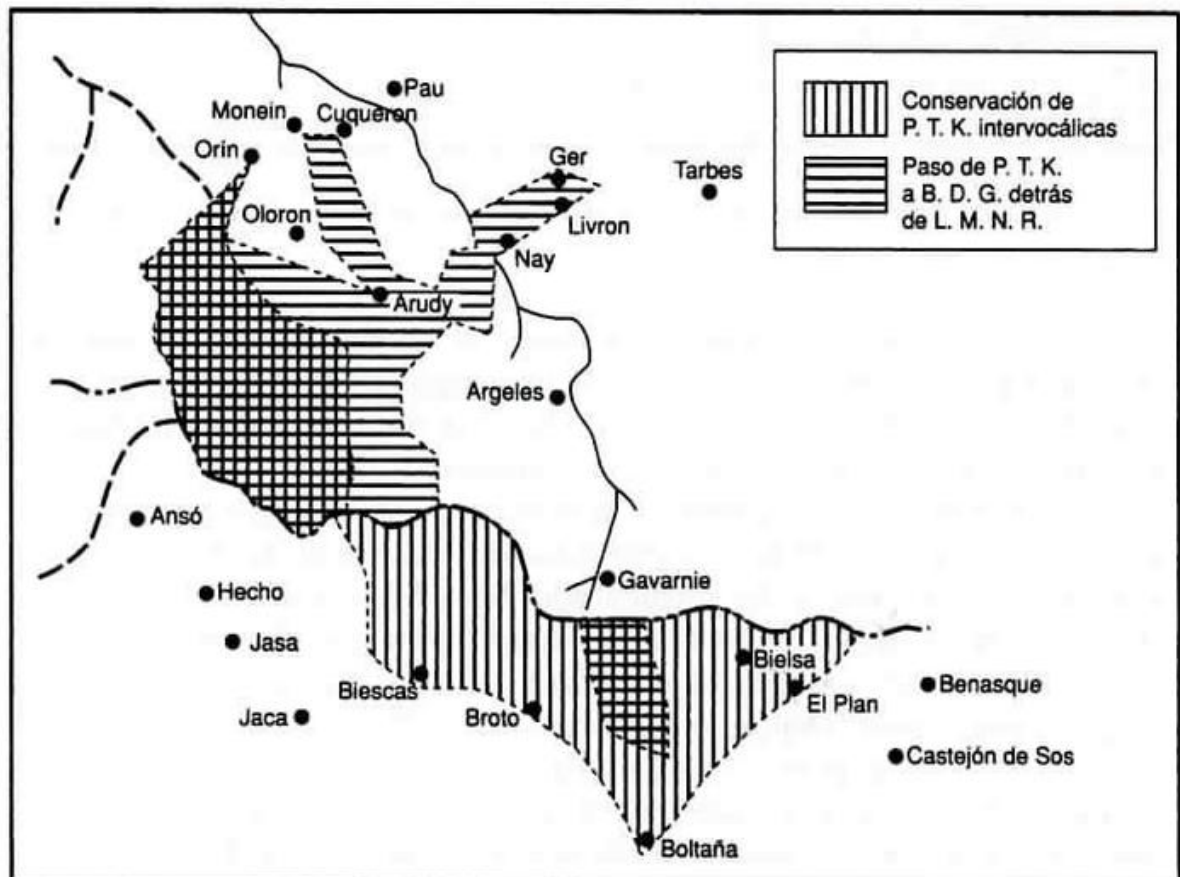 Pau
Monein
Cuqueron
Orin
Ger
Tarbes
Oloron
Livron
Nay
Arudy
Argeles
Ansó
Gavarnie
Hecho
Jasa
Bielsa
Biescas
El Plan
Benasque
Broto
Jaca
Castejón de Sos
Boltaña
Conservación de
P. T. K. intervocálicas
Paso de P. T. K.
a B. D. G. detrás
de L. M. N. R.